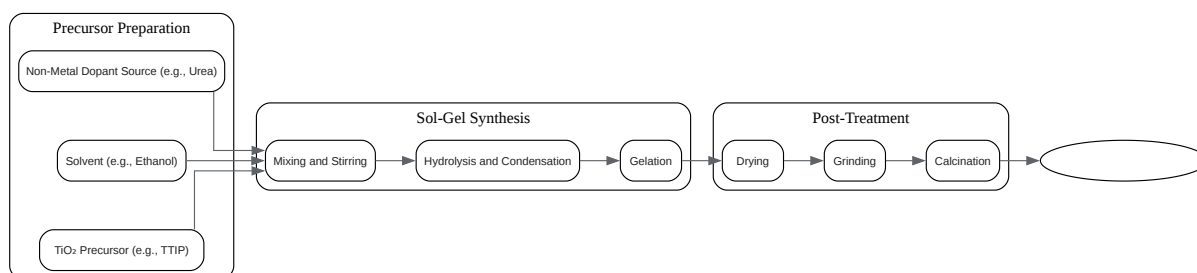 Precursor Preparation
Non-Metal Dopant Source (e.g., Urea)
Solvent (e.g., Ethanol)
TiO₂ Precursor (e.g., TTIP)
Sol-Gel Synthesis
Mixing and Stirring
Hydrolysis and Condensation
Gelation
Post-Treatment
Drying
Grinding
Calcination